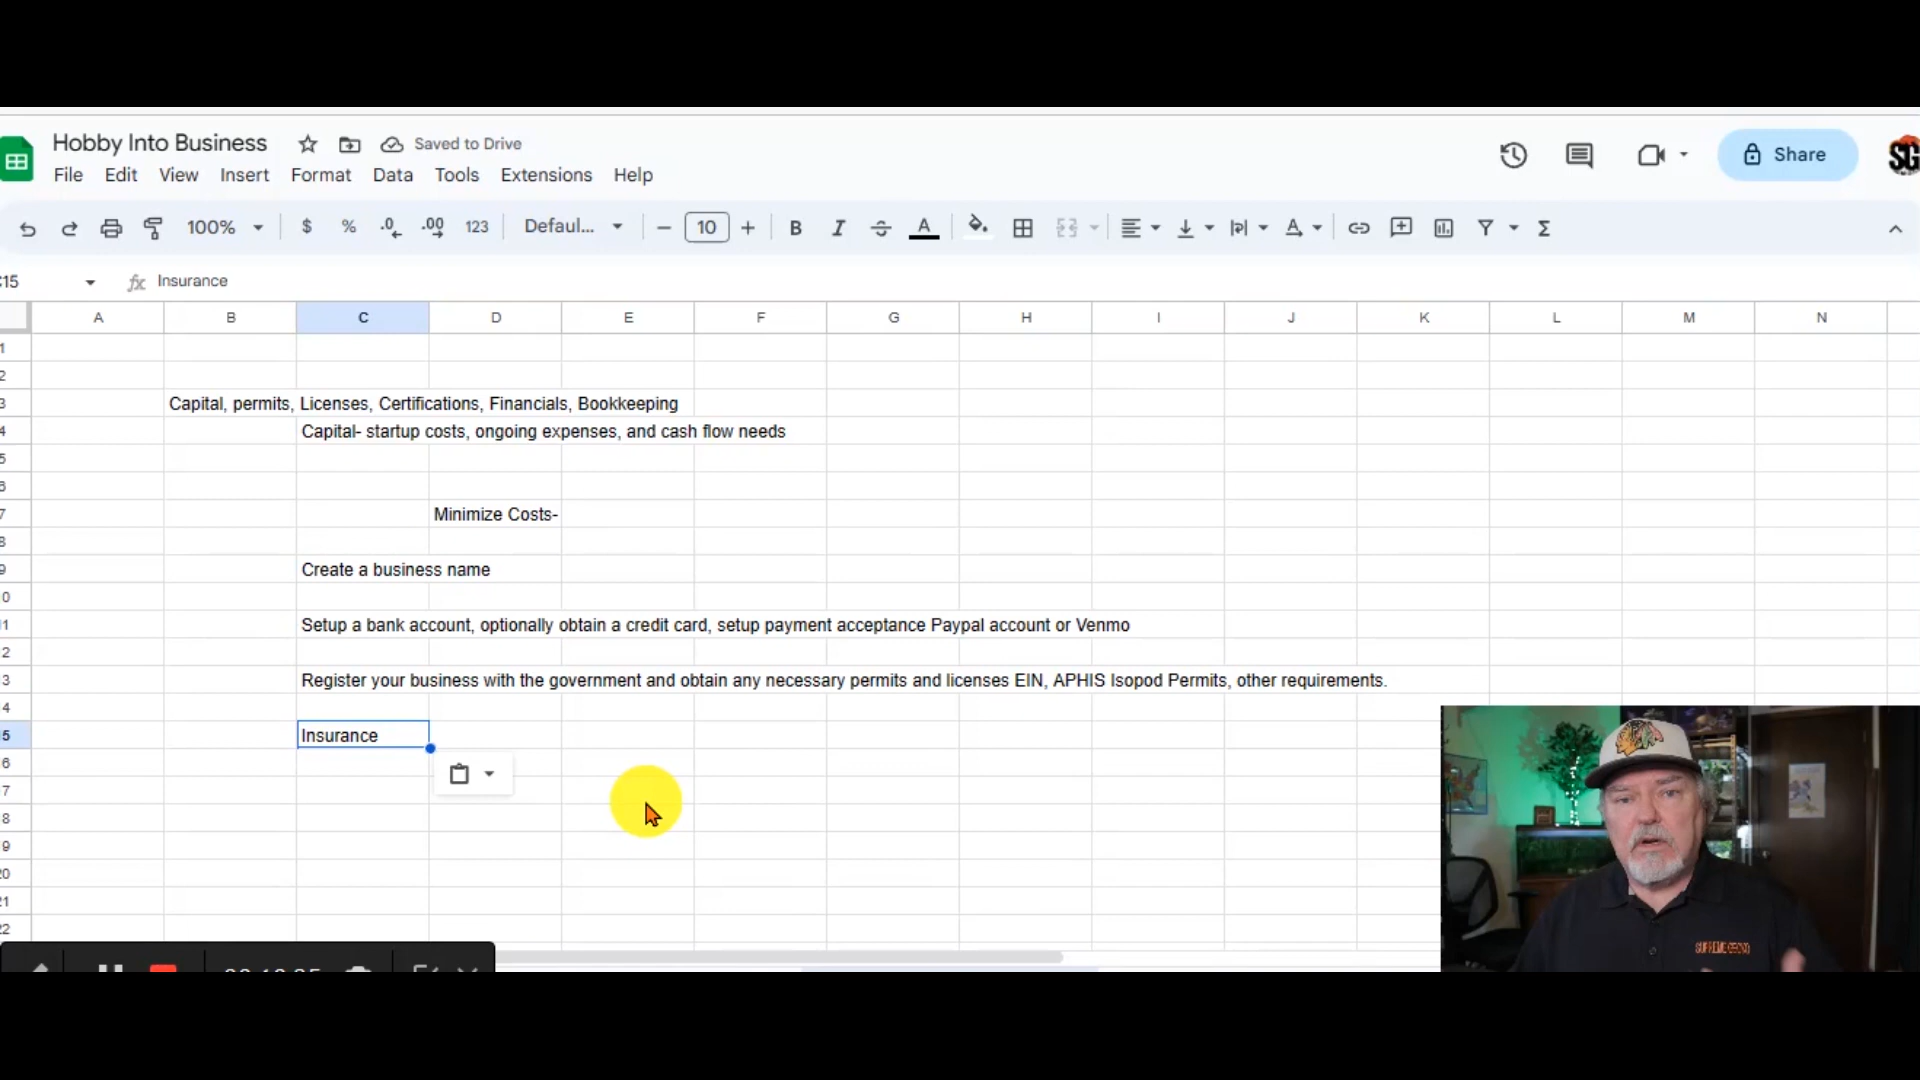 Hobby Into Business
Saved to Drive
Share
SG
File Edit View Insert Format Data Tools Extensions Help
100% $ % .0 .00 123 Defaul... 10 B I S A
Insurance
A B C D E F G H I J K L M N
Capital, permits, Licenses, Certifications, Financials, Bookkeeping
Capital- startup costs, ongoing expenses, and cash flow needs
Minimize Costs-
Create a business name
Setup a bank account, optionally obtain a credit card, setup payment acceptance Paypal account or Venmo
Register your business with the government and obtain any necessary permits and licenses EIN, APHIS Isopod Permits, other requirements.
Insurance
SUPREME GECKO